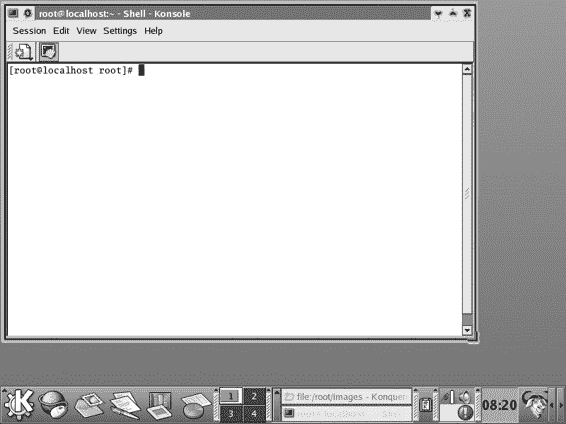 root@localhost:~ - Shell - Konsole
Session Edit View Settings Help
[root@localhost root]#
1 2
3 4
file:/root/images - Konquer
08:20